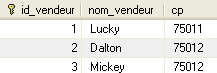 id_vendeur nom_vendeur cp
1 Lucky 75011
2 Dalton 75012
3 Mickey 75012